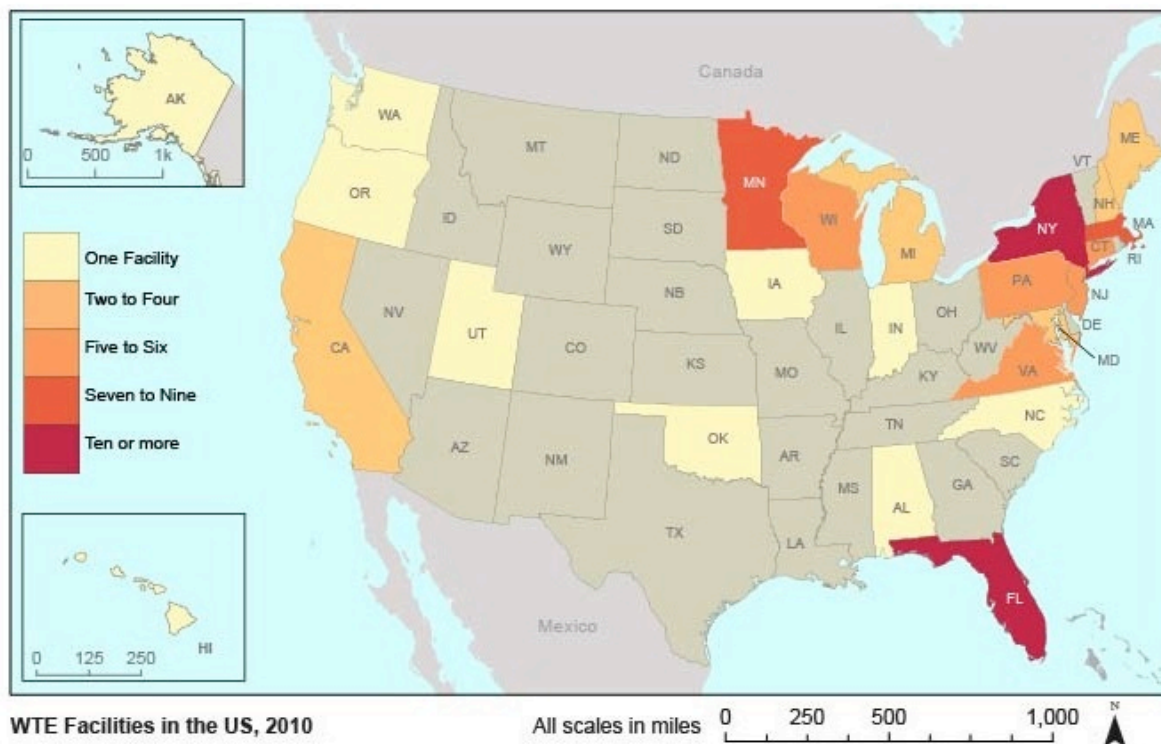 AK
0 500 1k
One Facility
Two to Four
Five to Six
Seven to Nine
Ten or more
HI
0 125 250
Canada
WA
MT
ND
MN
ME
VT
OR
ID
SD
WI
NH
NY
MA
WY
MI
CT
RI
IA
PA
NB
NJ
NV
UT
IL
IN
OH
CA
CO
DE
WV
MD
KS
MO
KY
VA
NC
TN
OK
AZ
NM
AR
SC
MS
AL
GA
TX
LA
FL
Mexico
WTE Facilities in the US, 2010
All scales in miles
0 250 500 1,000
N